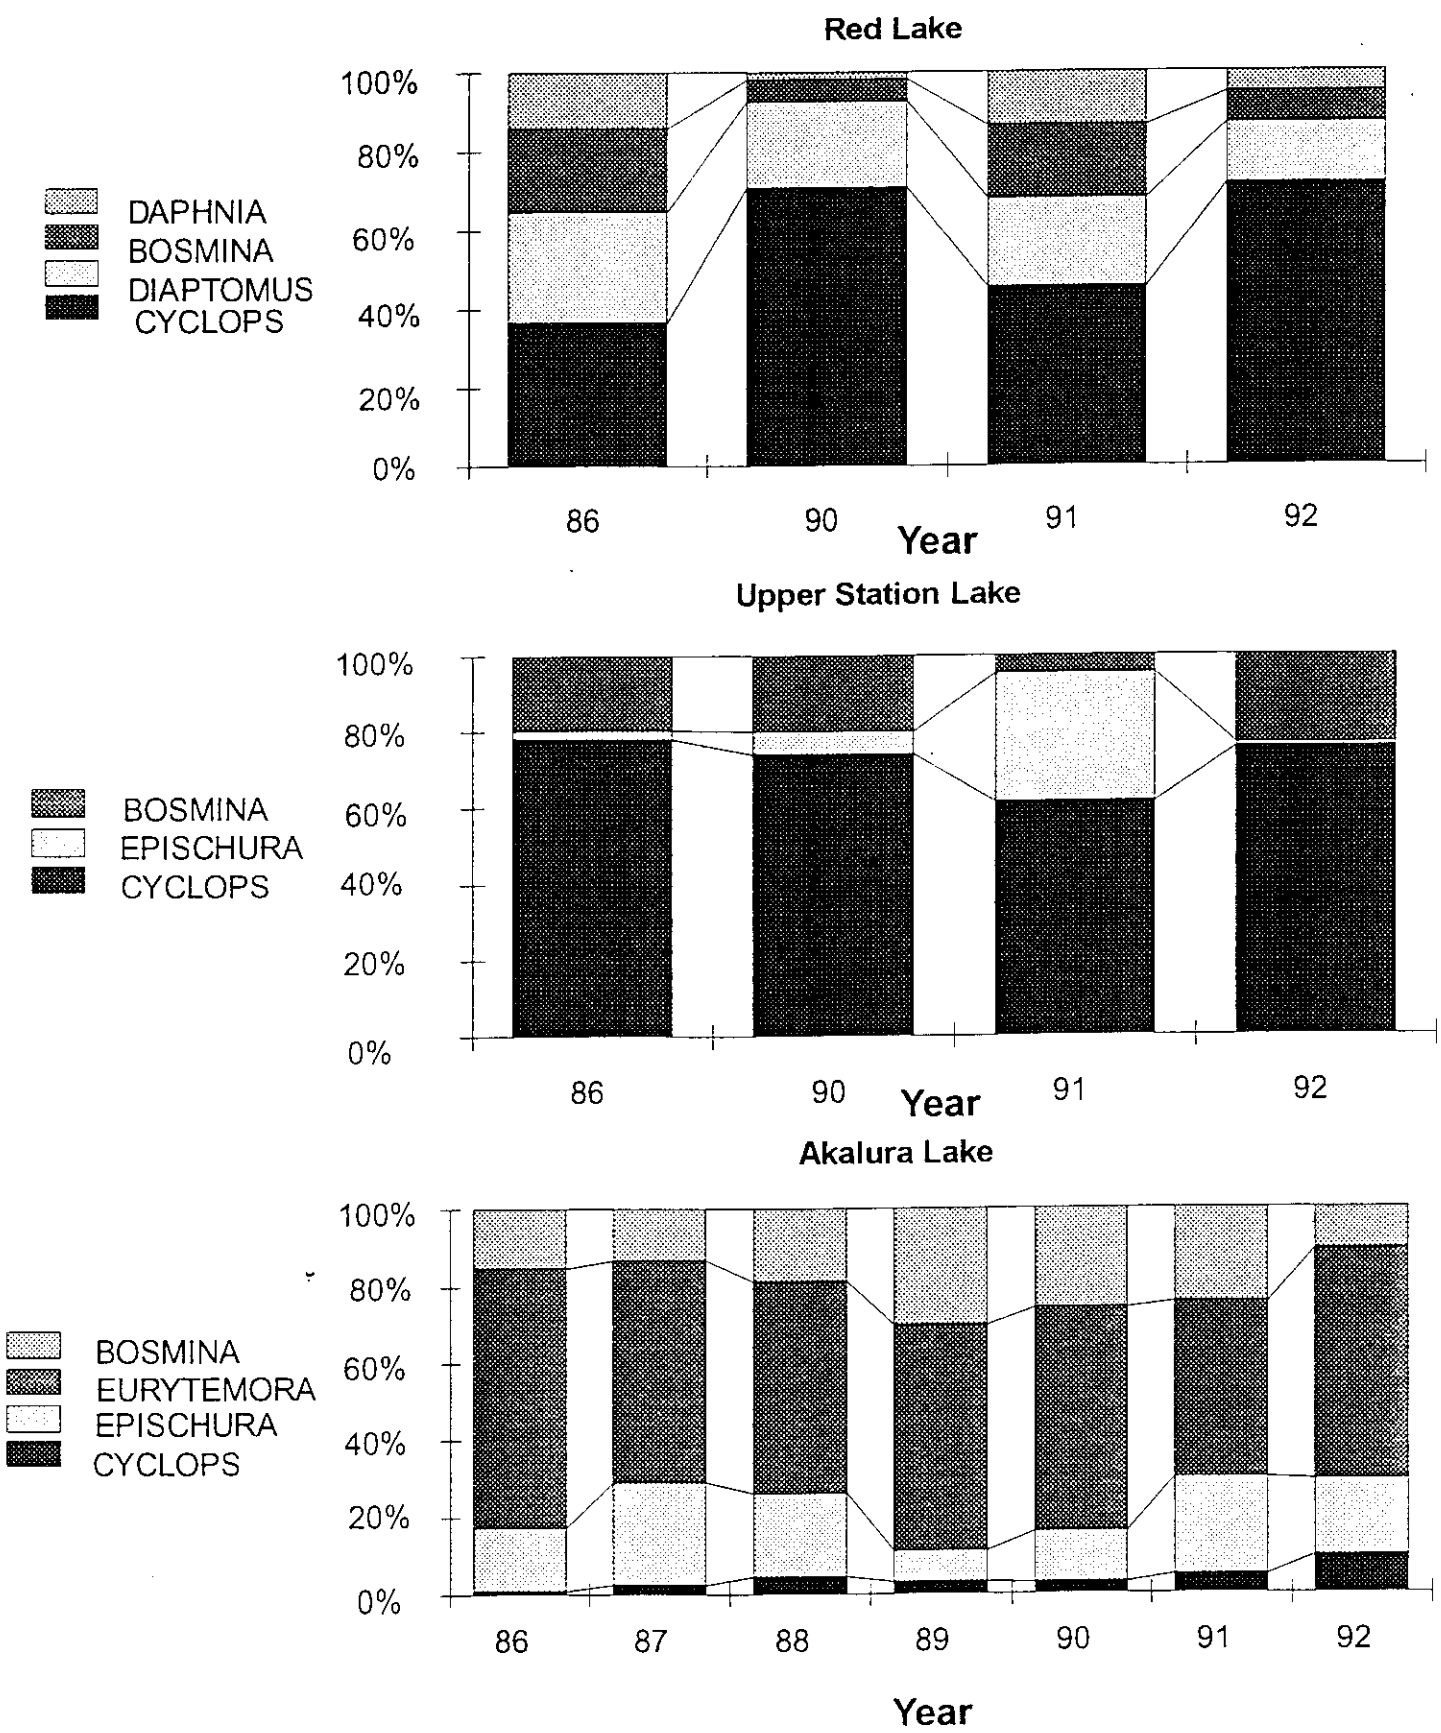 Red Lake
100%
80%
60%
40%
20%
0%
DAPHNIA
BOSMINA
DIAPTOMUS
CYCLOPS
86 90 91 92
Year
Upper Station Lake
100%
80%
60%
40%
20%
0%
BOSMINA
EPISCHURA
CYCLOPS
86 90 91 92
Year
Akalura Lake
100%
80%
60%
40%
20%
0%
BOSMINA
EURYTEMORA
EPISCHURA
CYCLOPS
86 87 88 89 90 91 92
Year